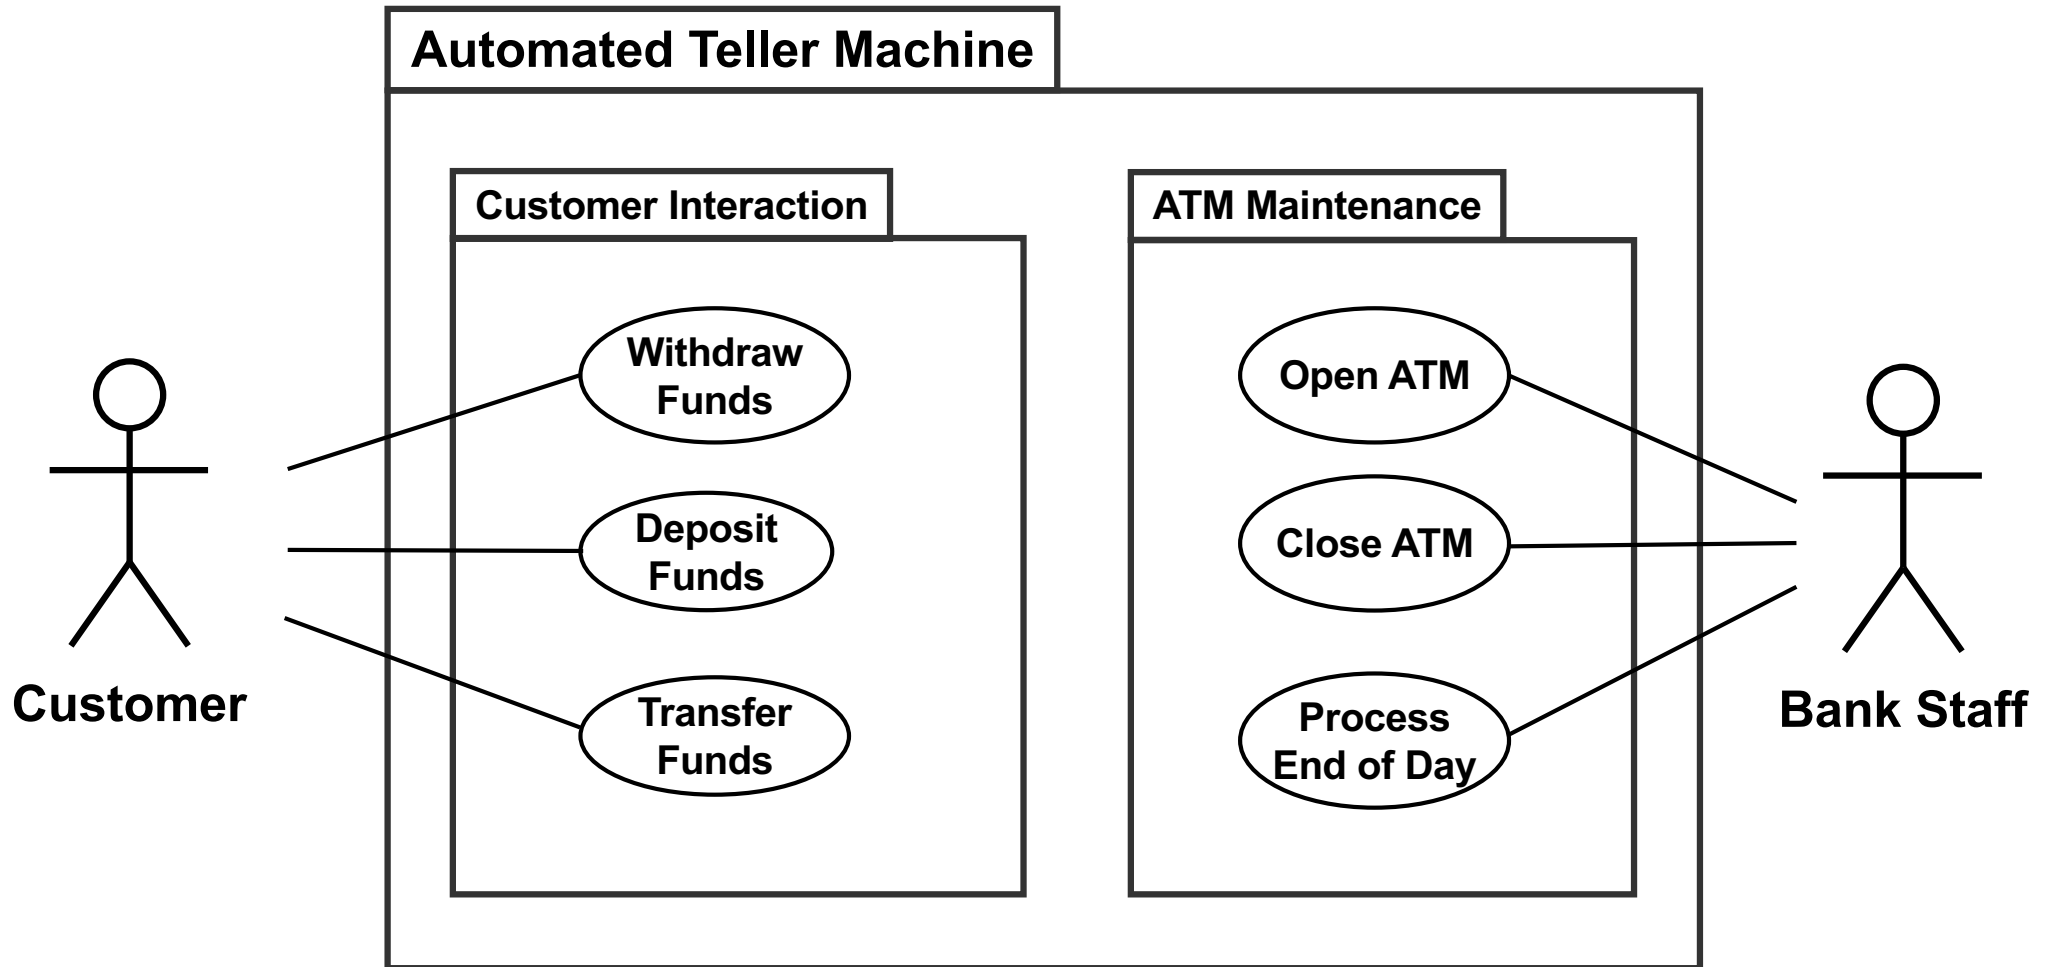 Automated Teller Machine
Customer Interaction
Withdraw
Funds
Deposit
Funds
Transfer
Funds
ATM Maintenance
Open ATM
Close ATM
Process
End of Day
Customer
Bank Staff